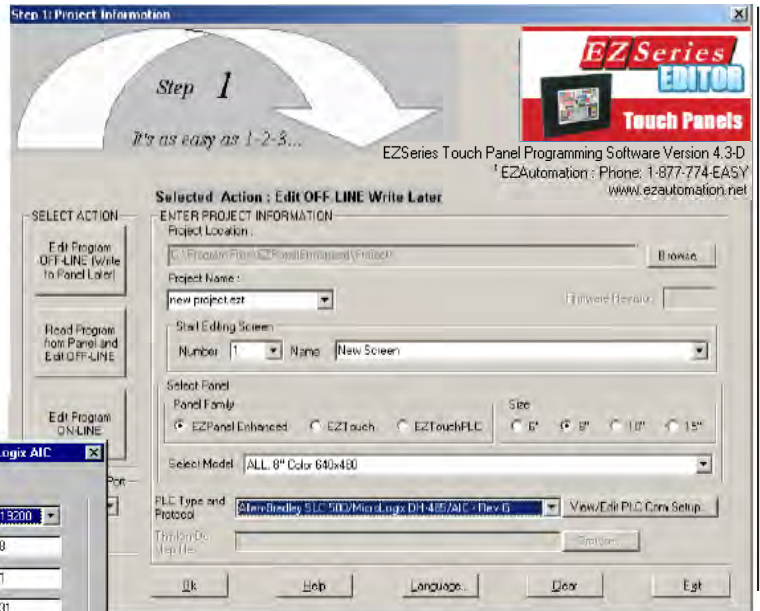 Step 1: Project Information
Step 1
It's as easy as 1-2-3...
EZSeries
EDITOR
Touch Panels
EZSeries Touch Panel Programming Software Version 4.3-D
EZAutomation : Phone: 1-877-774-EASY
www.ezautomation.net
Selected Action : Edit OFF LINE Write Later
SELECT ACTION
Edit Program OFF-LINE (Write to Panel Later)
Read Program from Panel and Edit OFF-LINE
Edit Program ON-LINE
ENTER PROJECT INFORMATION
Project Location :
Browse...
Project Name :
new project.ezt
Start Editing Screen
Number 1 Name New Screen
Select Panel
Panel Family
EZPanel Enhanced EZTouch EZTouchPLC
Size
6" 8" 10" 15"
Select Model ALL, 8" Color 640x480
PLC Type and Protocol Allen Bradley SLC 500/MicroLogix DH-485/AIC - Rev G View/Edit PLC Com Setup...
Ok Help Language... Clear Exit
ogix AIC
Port
19200